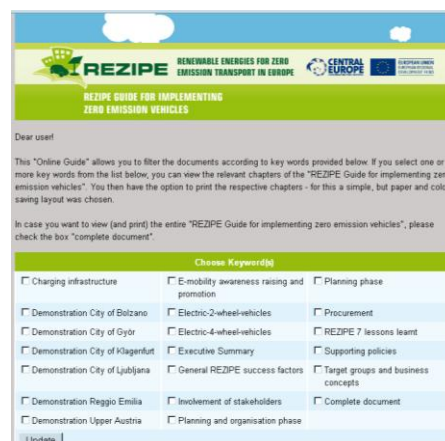 REZIPE RENEWABLE ENERGIES FOR ZERO
EMISSION TRANSPORT IN EUROPE
CENTRAL
EUROPE
EUROPEAN UNION
REZIPE GUIDE FOR IMPLEMENTING
ZERO EMISSION VEHICLES
Dear user!
This "Online Guide" allows you to filter the documents according to key words provided below. If you select one or
more key words from the list below, you can view the relevant chapters of the "REZIPE Guide for implementing zer
emission vehicles". You then have the option to print the respective chapters - for this a simple, but paper and colo
saving layout was chosen.
In case you want to view (and print) the entire "REZIPE Guide for implementing zero emission vehicles", please
check the box "complete document".
Choose Keyword(s)
Charging infrastructure
E-mobility awareness raising and
promotion
Planning phase
Demonstration City of Bolzano
Electric-2-wheel-vehicles
Procurement
Demonstration City of Györ
Electric-4-wheel-vehicles
REZIPE 7 lessons learnt
Demonstration City of Klagenfurt
Executive Summary
Supporting policies
Demonstration City of Ljubljana
General REZIPE success factors
Target groups and business
concepts
Demonstration Reggio Emilia
Involvement of stakeholders
Complete document
Demonstration Upper Austria
Planning and organisation phase
Update